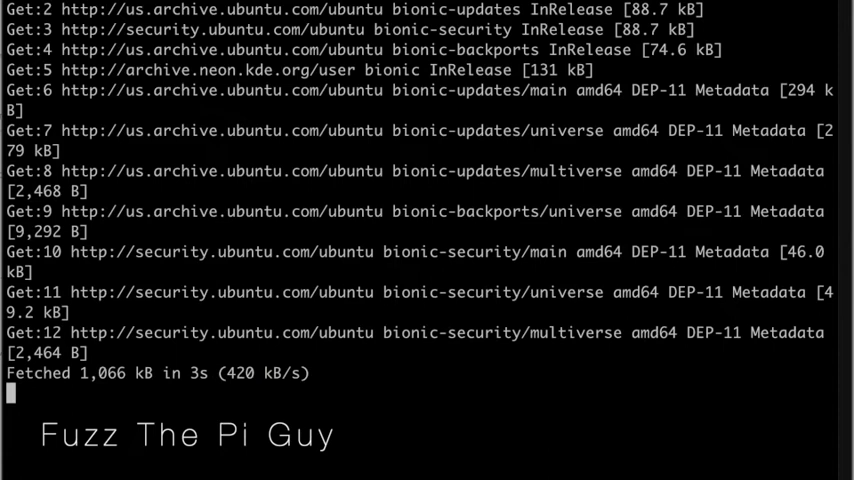 Get:2 http://us.archive.ubuntu.com/ubuntu bionic-updates InRelease [88.7 kB]
Get:3 http://security.ubuntu.com/ubuntu bionic-security InRelease [88.7 kB]
Get:4 http://us.archive.ubuntu.com/ubuntu bionic-backports InRelease [74.6 kB]
Get:5 http://archive.neon.kde.org/user bionic InRelease [131 kB]
Get:6 http://us.archive.ubuntu.com/ubuntu bionic-updates/main amd64 DEP-11 Metadata [294 k
B]
Get:7 http://us.archive.ubuntu.com/ubuntu bionic-updates/universe amd64 DEP-11 Metadata [2
79 kB]
Get:8 http://us.archive.ubuntu.com/ubuntu bionic-updates/multiverse amd64 DEP-11 Metadata
[2,468 B]
Get:9 http://us.archive.ubuntu.com/ubuntu bionic-backports/universe amd64 DEP-11 Metadata
[9,292 B]
Get:10 http://security.ubuntu.com/ubuntu bionic-security/main amd64 DEP-11 Metadata [46.0
kB]
Get:11 http://security.ubuntu.com/ubuntu bionic-security/universe amd64 DEP-11 Metadata [4
9.2 kB]
Get:12 http://security.ubuntu.com/ubuntu bionic-security/multiverse amd64 DEP-11 Metadata
[2,464 B]
Fetched 1,066 kB in 3s (420 kB/s)
Fuzz The Pi Guy